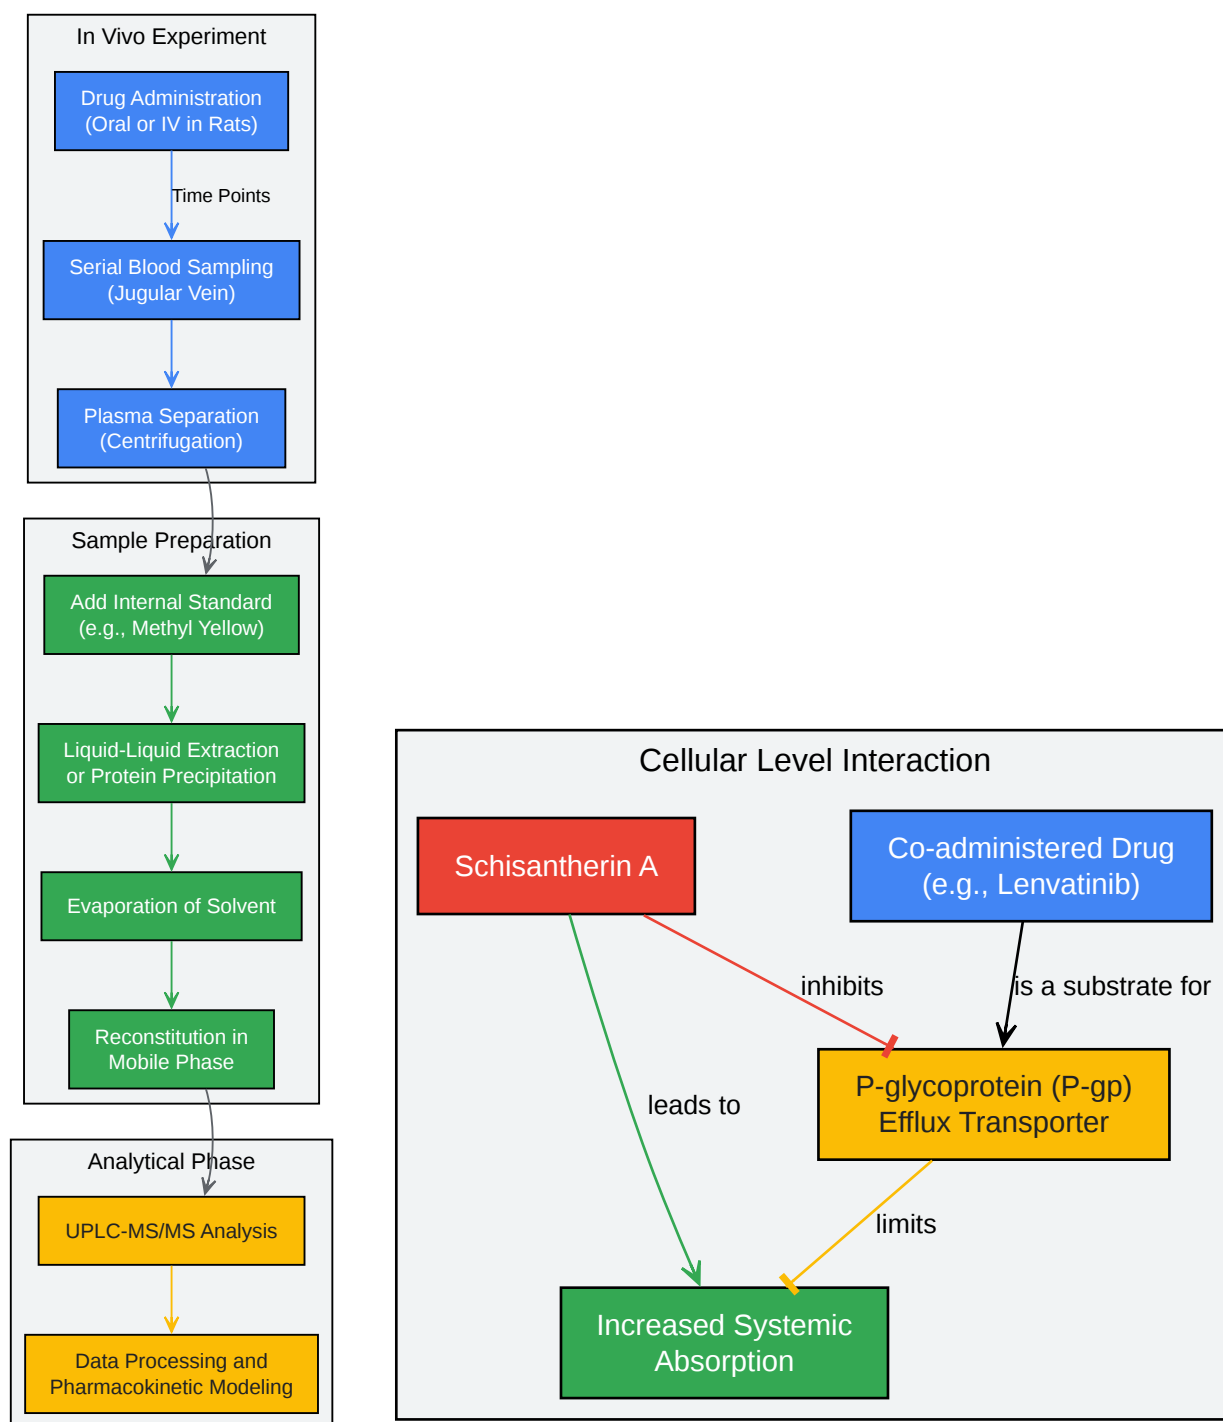 In Vivo Experiment
Drug Administration
(Oral or IV in Rats)
Time Points
Serial Blood Sampling
(Jugular Vein)
Plasma Separation
(Centrifugation)
Sample Preparation
Add Internal Standard
(e.g., Methyl Yellow)
Liquid-Liquid Extraction
or Protein Precipitation
Evaporation of Solvent
Reconstitution in
Mobile Phase
Analytical Phase
UPLC-MS/MS Analysis
Data Processing and
Pharmacokinetic Modeling
Cellular Level Interaction
Schisantherin A
Co-administered Drug
(e.g., Lenvatinib)
inhibits
is a substrate for
P-glycoprotein (P-gp)
Efflux Transporter
leads to
limits
Increased Systemic
Absorption